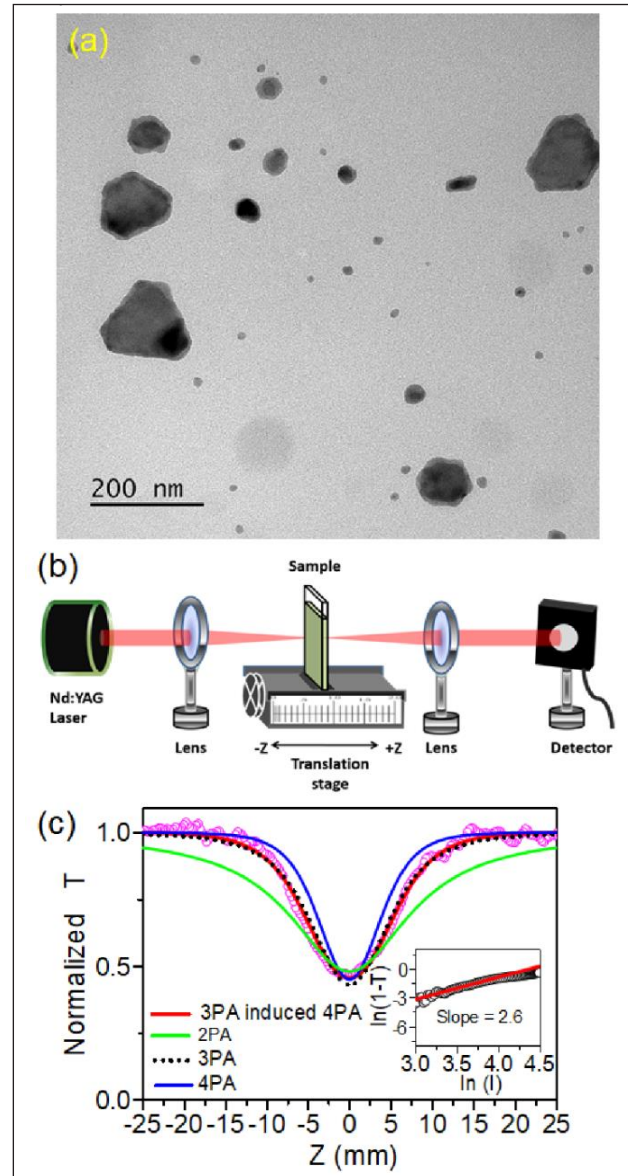 (a)
200 nm
(b)
Sample
Nd:YAG
Laser
Lens
-Z
+Z
Translation
stage
Lens
Detector
(c)
Normalized T
1.0
0.5
0.0
3PA induced 4PA
2PA
3PA
4PA
ln(1-T)
0
-3
-6
Slope = 2.6
3.0 3.5 4.0 4.5
ln (I)
-25 -20 -15 -10 -5 0 5 10 15 20 25
Z (mm)